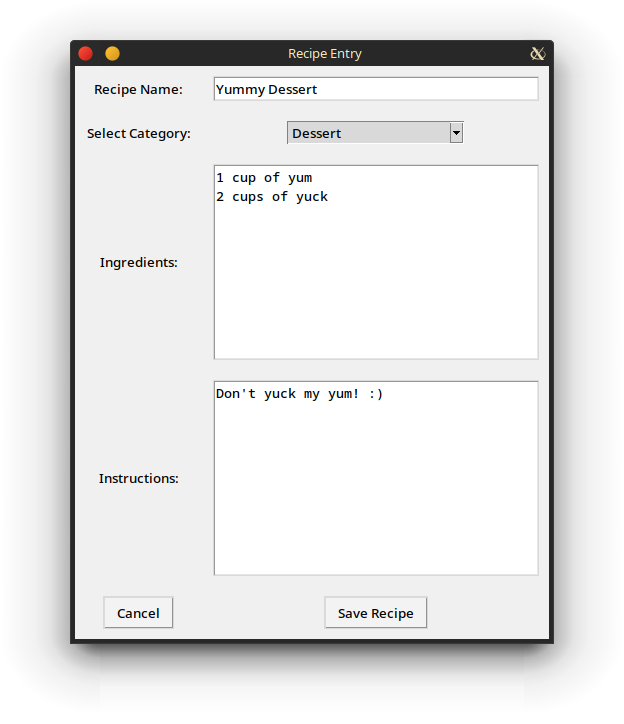 Recipe Entry
Recipe Name: Yummy Dessert
Select Category: Dessert
1 cup of yum
2 cups of yuck
Ingredients:
Don't yuck my yum! :)
Instructions:
Cancel Save Recipe